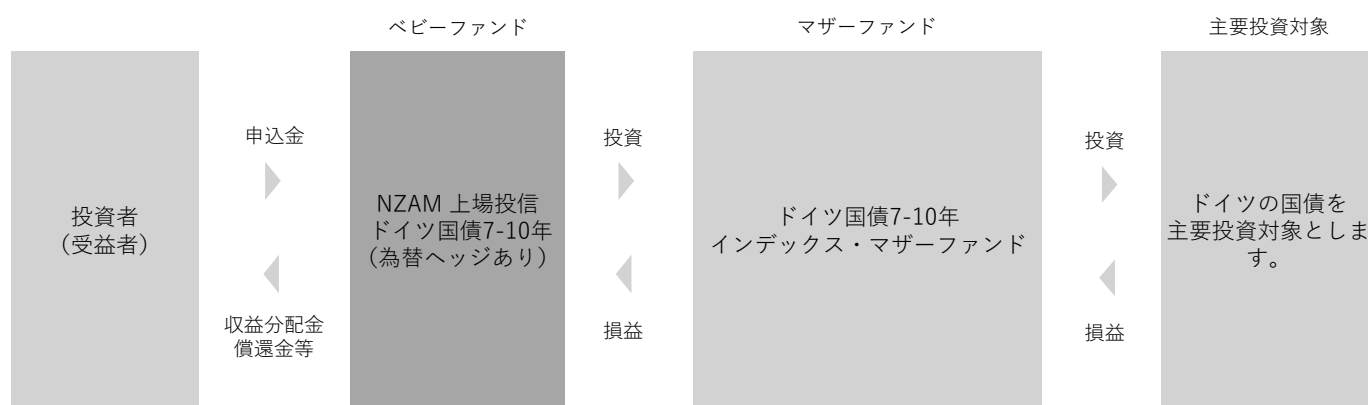 ベビーファンド
マザーファンド
主要投資対象
投資者
（受益者）
申込金
収益分配金
償還金等
NZAM 上場投信
ドイツ国債7-10年
（為替ヘッジあり）
投資
損益
ドイツ国債7-10年
インデックス・マザーファンド
投資
損益
ドイツの国債を
主要投資対象としま
す。